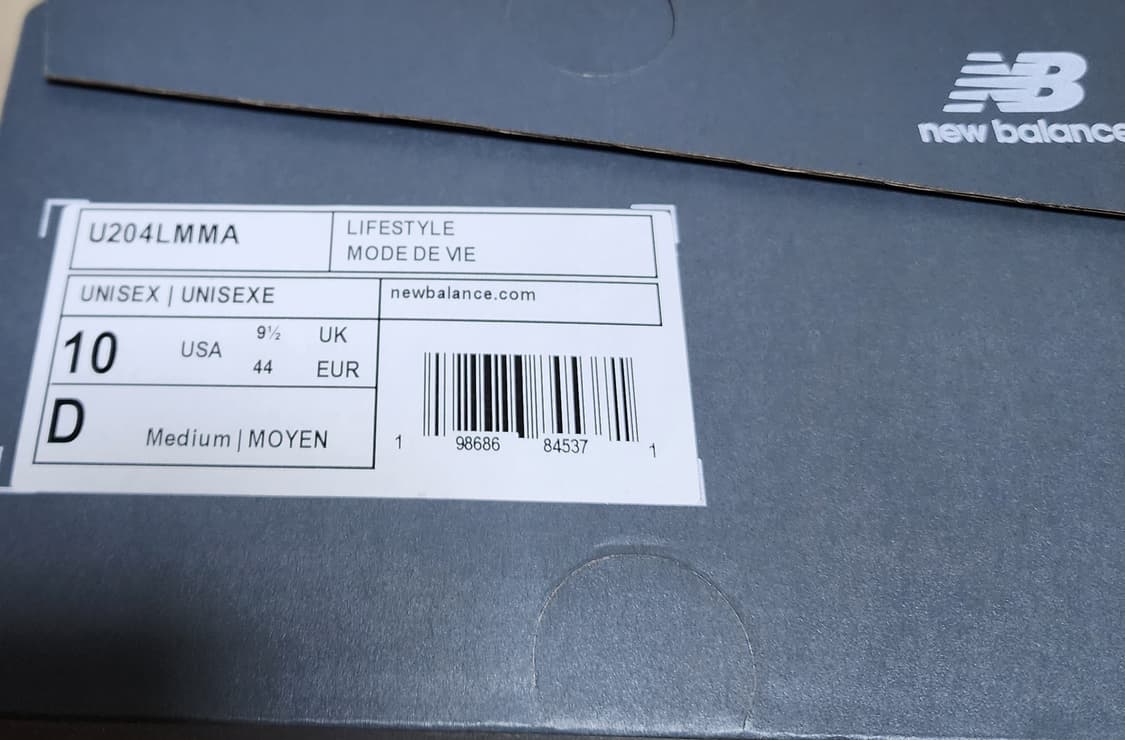 NB
new balance
U204LMMA
LIFESTYLE
MODE DE VIE
UNISEX | UNISEXE
newbalance.com
10 USA 9½ UK
44 EUR
D Medium | MOYEN
1 98686 84537 1